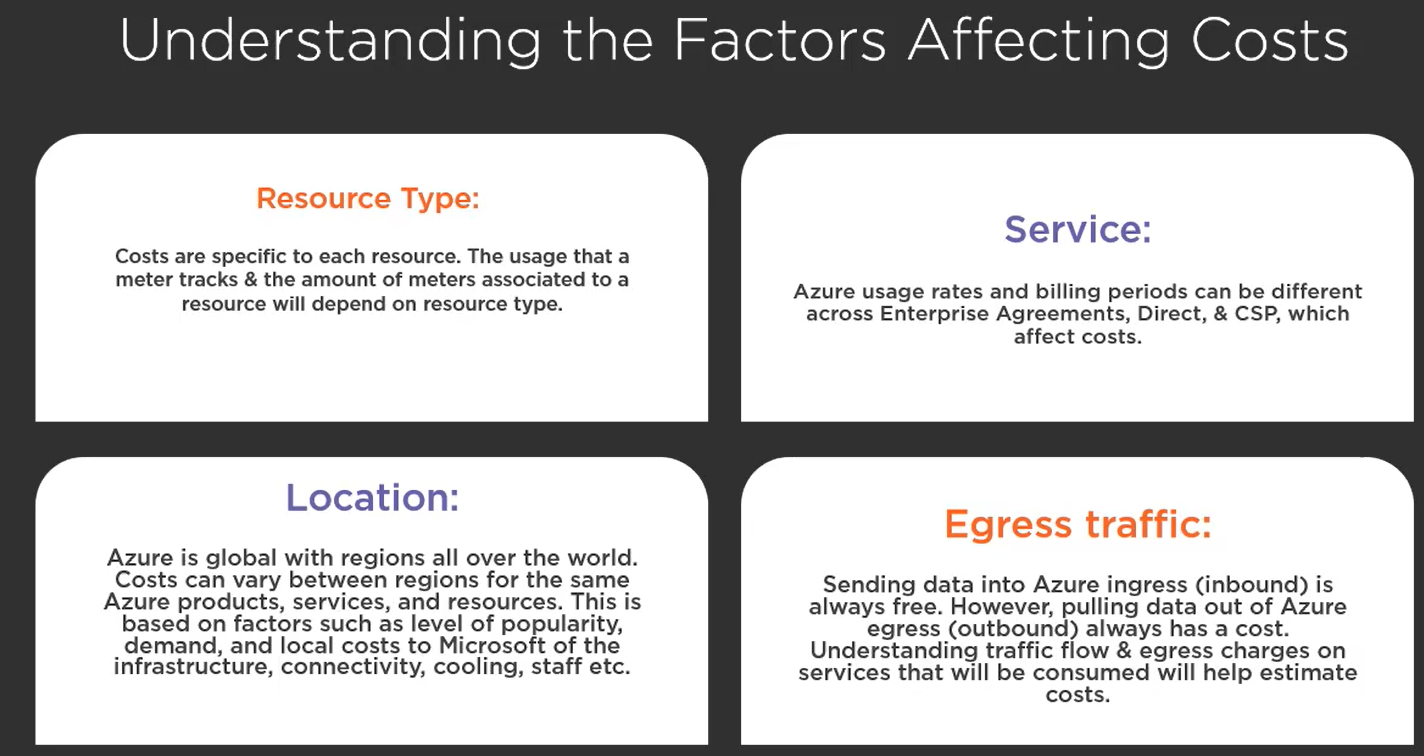 Understanding the Factors Affecting Costs
Resource Type:
Costs are specific to each resource. The usage that a
meter tracks & the amount of meters associated to a
resource will depend on resource type.
Service:
Azure usage rates and billing periods can be different
across Enterprise Agreements, Direct, & CSP, which
affect costs.
Location:
Azure is global with regions all over the world.
Costs can vary between regions for the same
Azure products, services, and resources. This is
based on factors such as level of popularity,
demand, and local costs to Microsoft of the
infrastructure, connectivity, cooling, staff etc.
Egress traffic:
Sending data into Azure ingress (inbound) is
always free. However, pulling data out of Azure
egress (outbound) always has a cost.
Understanding traffic flow & egress charges on
services that will be consumed will help estimate
costs.